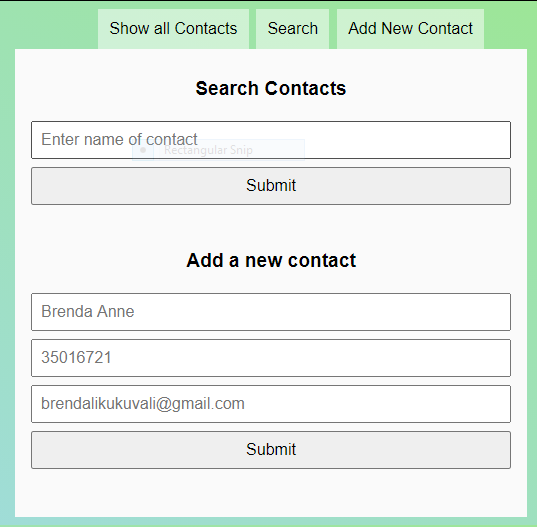 Show all Contacts Search Add New Contact
Search Contacts
Enter name of contact
Rectangular Snip
Submit
Add a new contact
Brenda Anne
35016721
brendalikukuvali@gmail.com
Submit